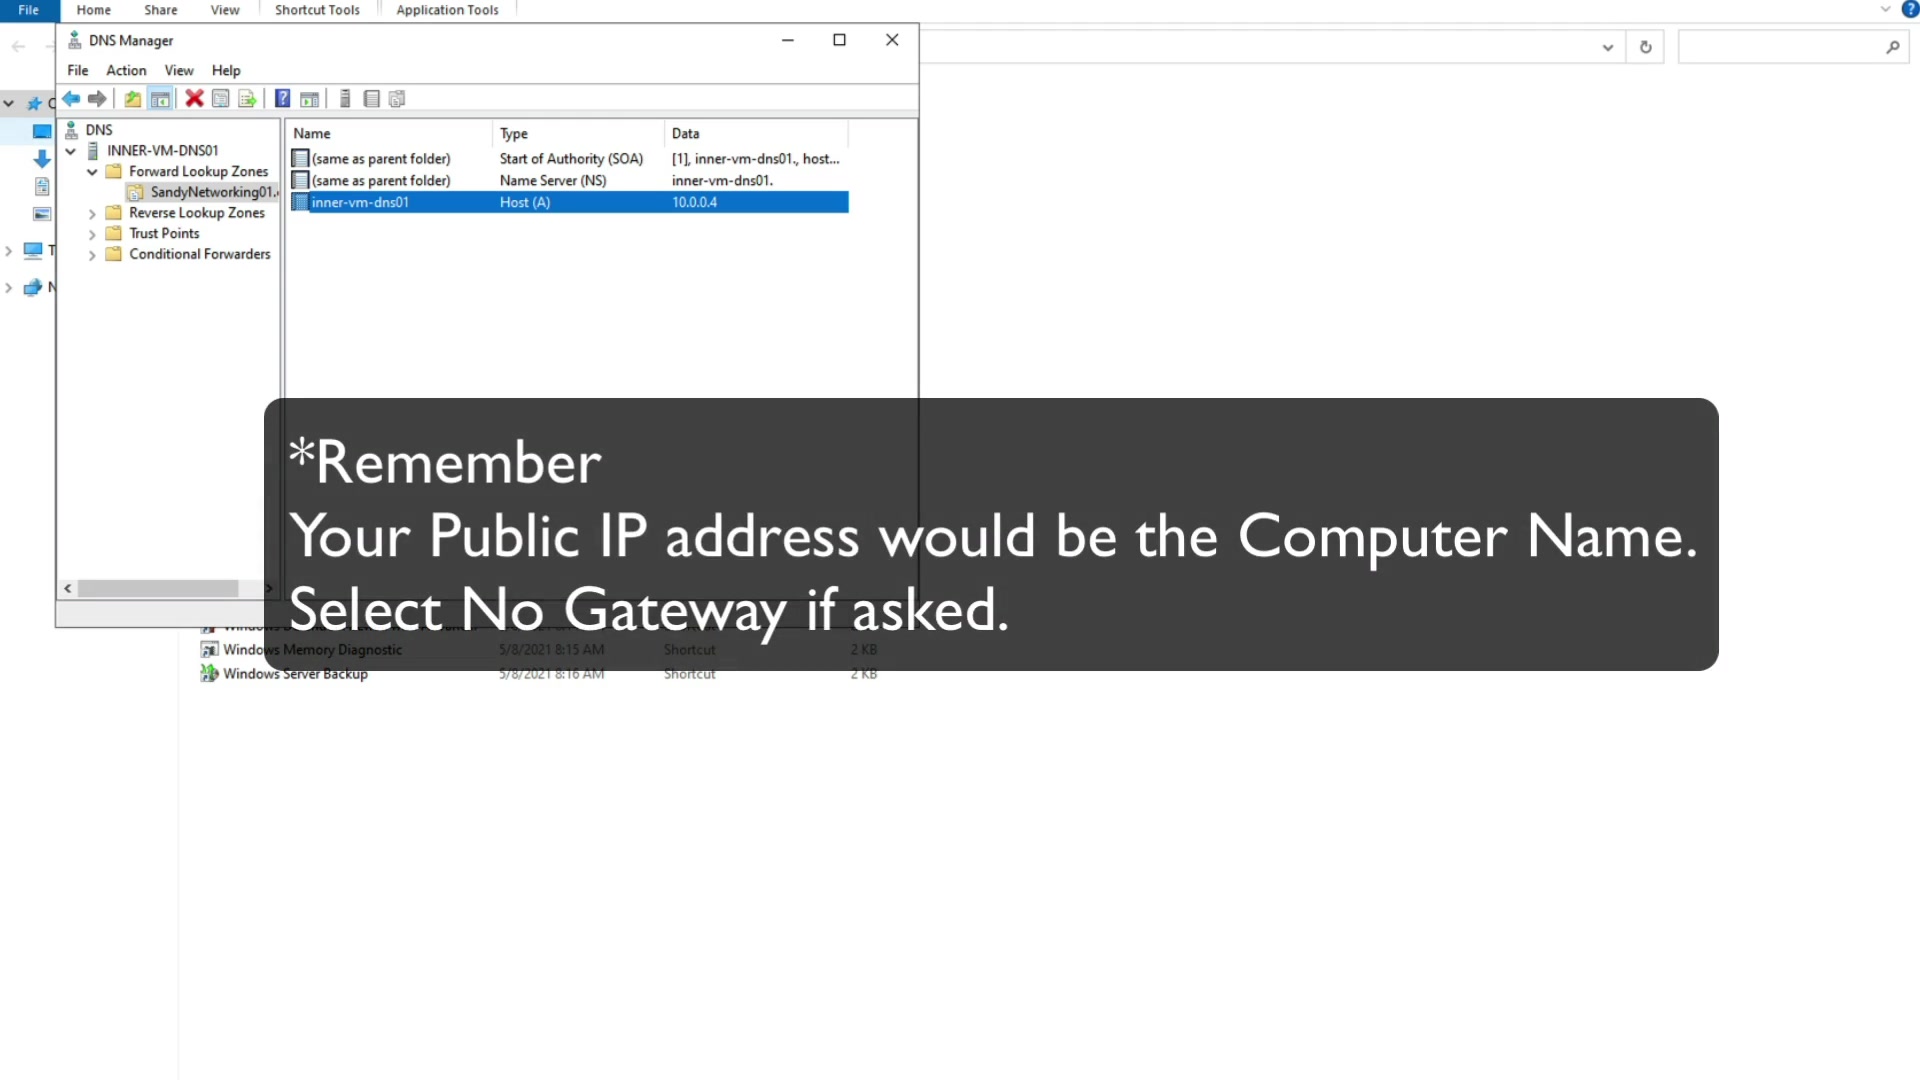 File Home Share View Shortcut Tools Application Tools
DNS Manager
File Action View Help
DNS
INNER-VM-DNS01
Forward Lookup Zones
SandyNetworking01.
Reverse Lookup Zones
Trust Points
Conditional Forwarders
Name Type Data
(same as parent folder) Start of Authority (SOA) [1], inner-vm-dns01., host...
(same as parent folder) Name Server (NS) inner-vm-dns01.
inner-vm-dns01 Host (A) 10.0.0.4
*Remember
Your Public IP address would be the Computer Name.
Select No Gateway if asked.
Windows Memory Diagnostic 5/8/2021 8:15 AM Shortcut 2 KB
Windows Server Backup 5/8/2021 8:16 AM Shortcut 2 KB